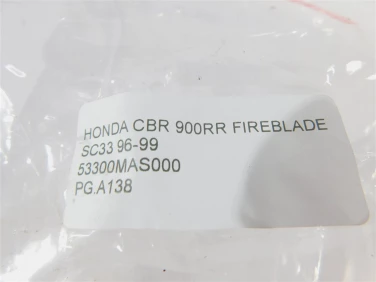 HONDA CBR 900RR FIREBLADE
SC33 96-99
53300MAS000
PG.A138